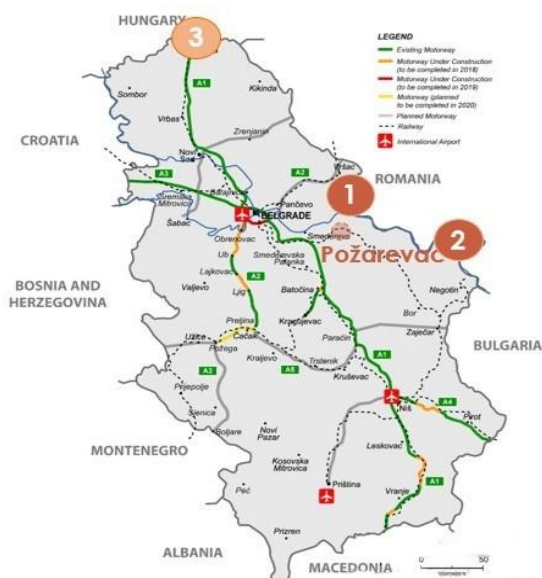 HUNGARY
3
LEGEND
Existing Motorway
Motorway Under Construction
(to be completed in 2018)
Motorway Under Construction
(to be completed in 2019)
Motorway (planned
to be completed in 2020)
Planned Motorway
Railway
International Airport
A1
Sombor
Kikinda
Vrbas
CROATIA
Zrenjanin
Novi
Sad
Vršac
A3
A2
ROMANIA
1
Sremska
Mitrovica
Pančevo
BELGRADE
Šabac
Smederevo
2
Obrenovac
Požarevac
Ub
Smederevska
Palanka
BOSNIA AND
HERZEGOVINA
Lajkovac
A2
Valjevo
Ljig
Batočina
Negotin
Bor
Preljina
Kragujevac
Zaječar
Užice
Čačak
Paraćin
BULGARIA
Požega
Kraljevo
Trstenik
A1
A2
Kruševac
Prijepolje
A4
Sjenica
Niš
Pirot
Novi
Pazar
Boljare
Leskovac
MONTENEGRO
Kosovska
Mitrovica
A1
Peć
Priština
Vranje
Prizren
ALBANIA
MACEDONIA
0
50